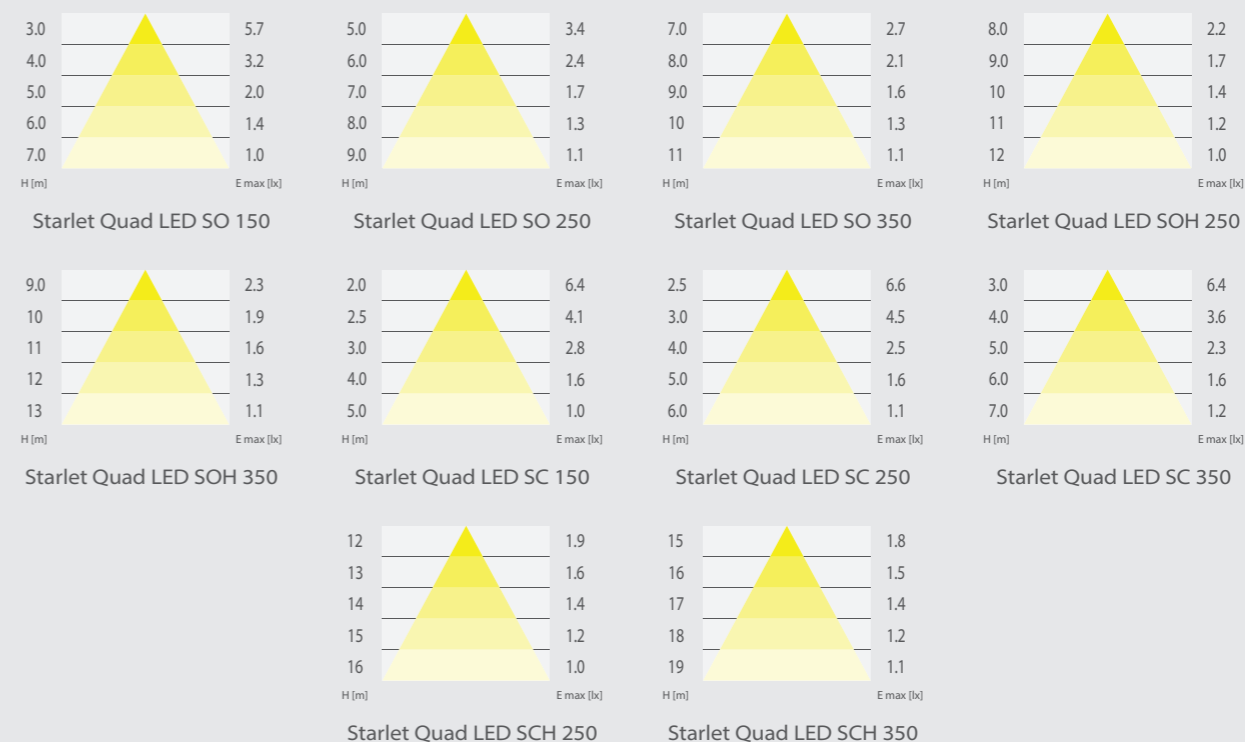 3.0 5.7
4.0 3.2
5.0 2.0
6.0 1.4
7.0 1.0
H [m] E max [lx]
Starlet Quad LED SO 150
5.0 3.4
6.0 2.4
7.0 1.7
8.0 1.3
9.0 1.1
H [m] E max [lx]
Starlet Quad LED SO 250
7.0 2.7
8.0 2.1
9.0 1.6
10 1.3
11 1.1
H [m] E max [lx]
Starlet Quad LED SO 350
8.0 2.2
9.0 1.7
10 1.4
11 1.2
12 1.0
H [m] E max [lx]
Starlet Quad LED SOH 250
9.0 2.3
10 1.9
11 1.6
12 1.3
13 1.1
H [m] E max [lx]
Starlet Quad LED SOH 350
2.0 6.4
2.5 4.1
3.0 2.8
4.0 1.6
5.0 1.0
H [m] E max [lx]
Starlet Quad LED SC 150
2.5 6.6
3.0 4.5
4.0 2.5
5.0 1.6
6.0 1.1
H [m] E max [lx]
Starlet Quad LED SC 250
3.0 6.4
4.0 3.6
5.0 2.3
6.0 1.6
7.0 1.2
H [m] E max [lx]
Starlet Quad LED SC 350
12 1.9
13 1.6
14 1.4
15 1.2
16 1.0
H [m] E max [lx]
Starlet Quad LED SCH 250
15 1.8
16 1.5
17 1.4
18 1.2
19 1.1
H [m] E max [lx]
Starlet Quad LED SCH 350